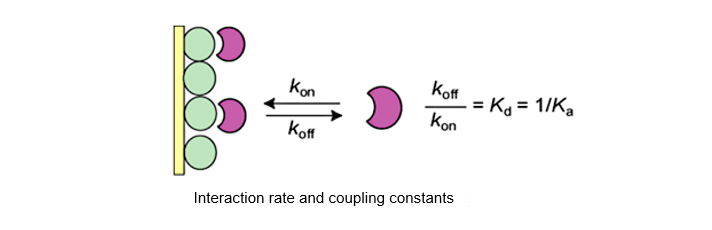 kon
koff
koff
kon
= Kd = 1/Ka
Interaction rate and coupling constants